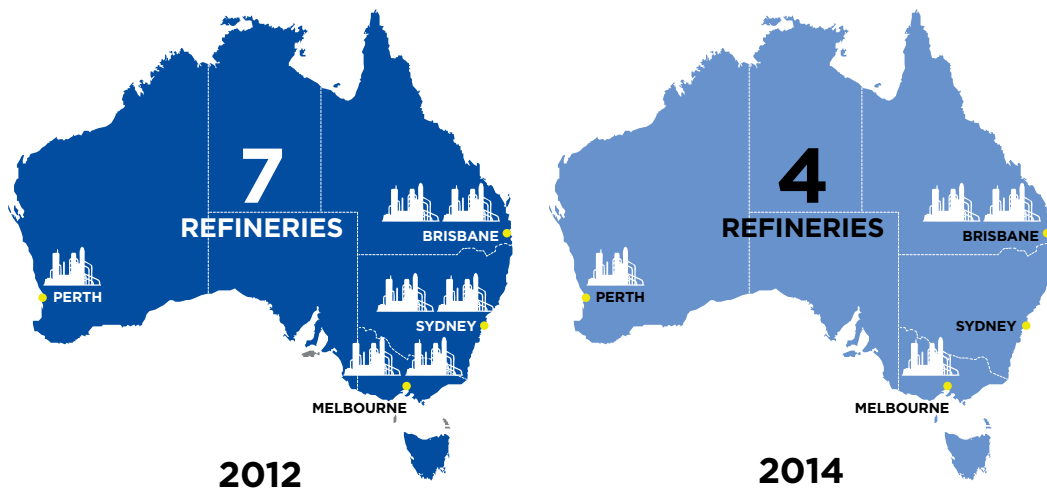 7
REFINERIES
BRISBANE
PERTH
SYDNEY
MELBOURNE
2012
4
REFINERIES
BRISBANE
PERTH
SYDNEY
MELBOURNE
2014